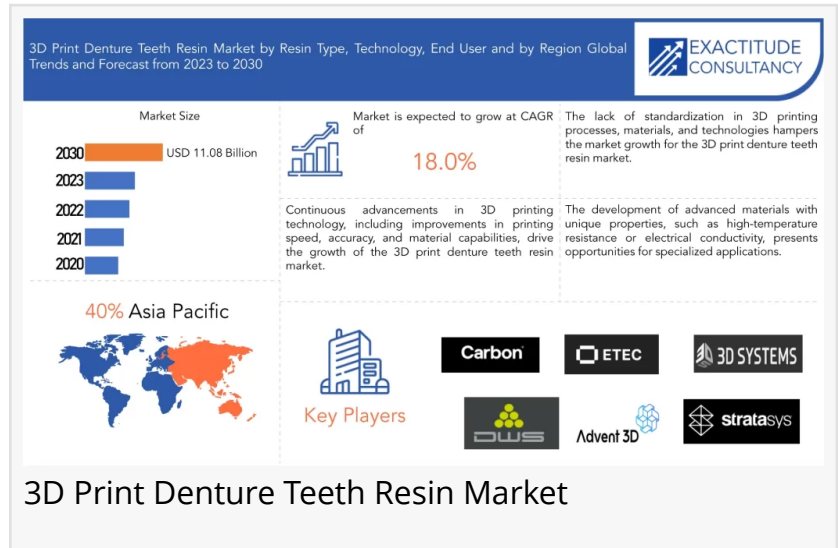 3D Print Denture Teeth Resin Market by Resin Type, Technology, End User and by Region Global
Trends and Forecast from 2023 to 2030
EXACTITUDE
CONSULTANCY
Market Size
2030
USD 11.08 Billion
2023
2022
2021
2020
Market is expected to grow at CAGR
of
18.0%
The lack of standardization in 3D printing
processes, materials, and technologies hampers
the market growth for the 3D print denture teeth
resin market.
Continuous advancements in 3D printing
technology, including improvements in printing
speed, accuracy, and material capabilities, drive
the growth of the 3D print denture teeth resin
market.
The development of advanced materials with
unique properties, such as high-temperature
resistance or electrical conductivity, presents
opportunities for specialized applications.
40% Asia Pacific
Key Players
Carbon
ETEC
3D SYSTEMS
DWS
Advent 3D
stratasys
3D Print Denture Teeth Resin Market